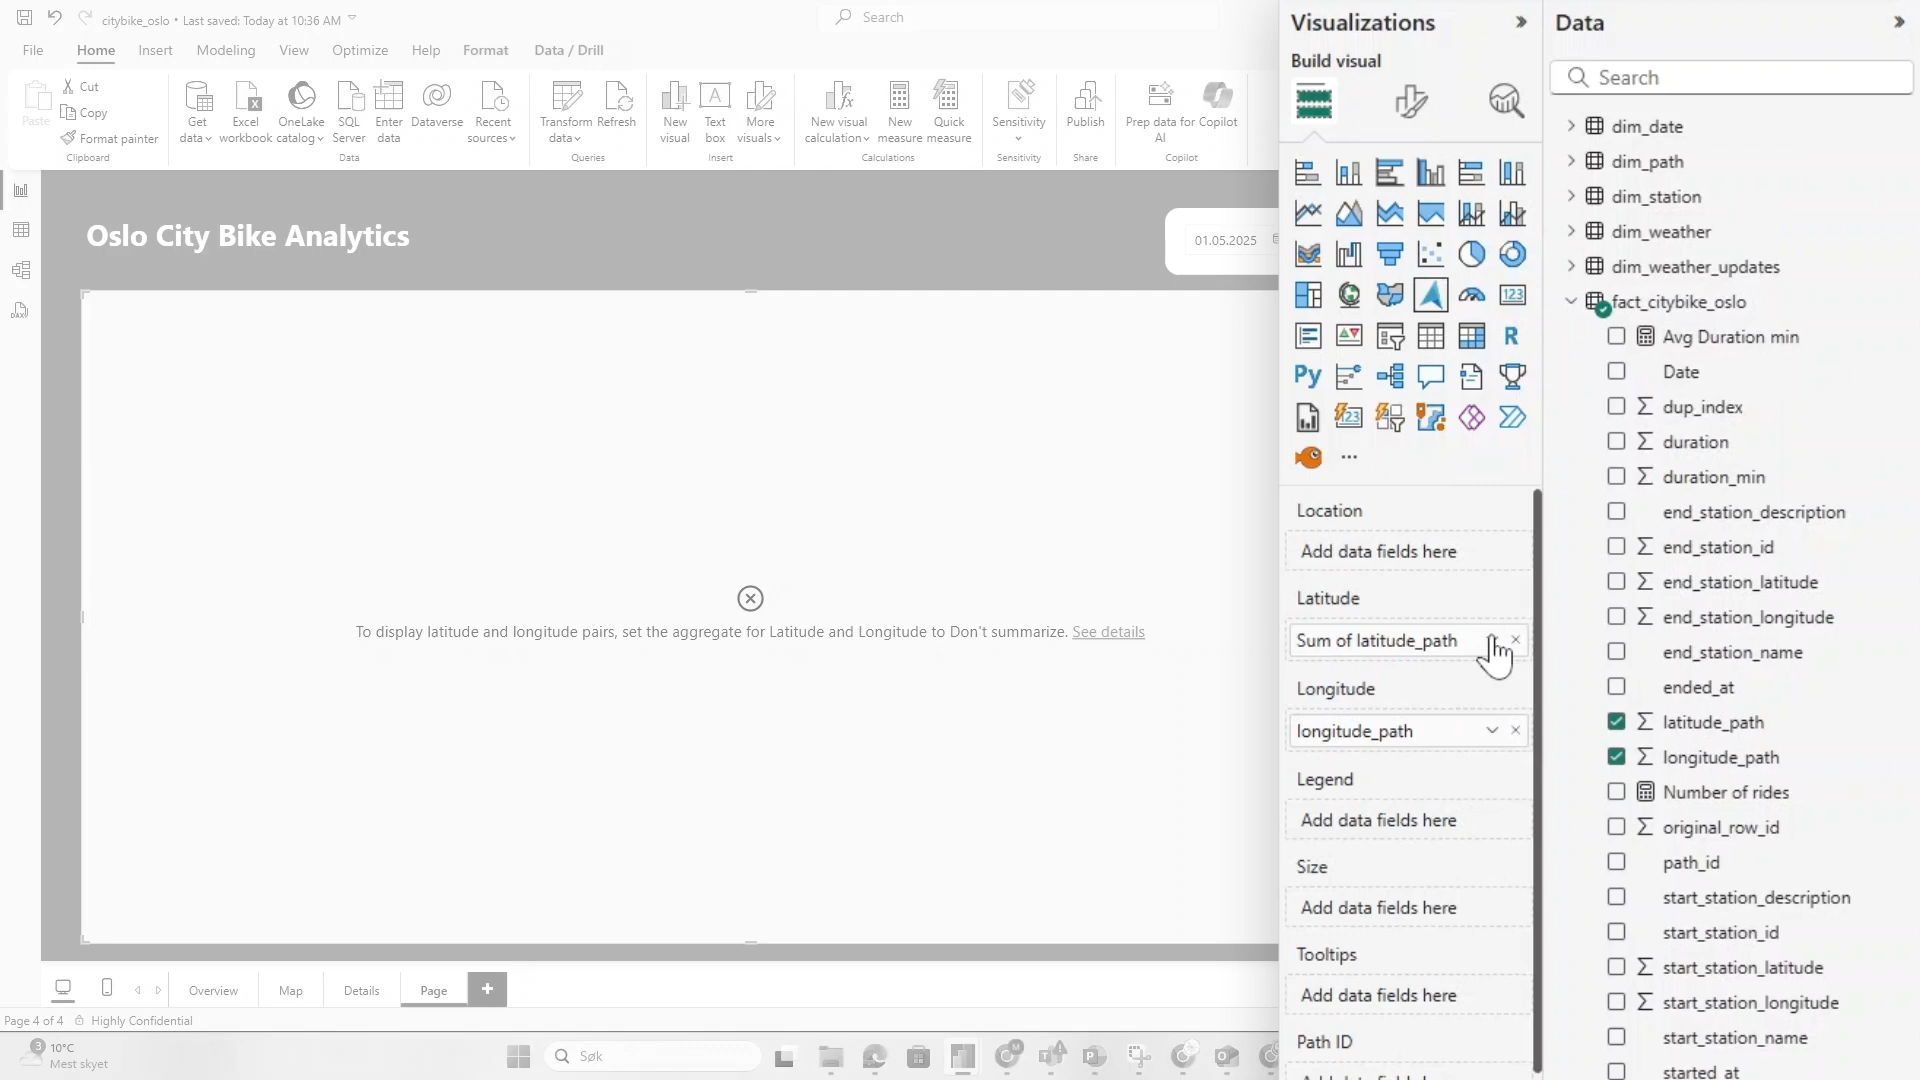 citybike_oslo • Last saved: Today at 10:36 AM
Search
File
Home
Insert
Modeling
View
Optimize
Help
Format
Data / Drill
Paste
Cut
Copy
Format painter
Clipboard
Get data
Excel workbook
OneLake catalog
SQL Server
Enter data
Dataverse
Recent sources
Data
Transform data
Refresh
Queries
New visual
Text box
More visuals
Insert
New visual calculation
New measure
Quick measure
Calculations
Sensitivity
Sensitivity
Publish
Share
Prep data for AI
Copilot
Copilot
Oslo City Bike Analytics
01.05.2025
To display latitude and longitude pairs, set the aggregate for Latitude and Longitude to Don't summarize. See details
Overview
Map
Details
Page
Page 4 of 4
Highly Confidential
3
10°C
Mest skyet
Søk
Visualizations
Build visual
123
R
Py
123
Location
Add data fields here
Latitude
Sum of latitude_path
Longitude
longitude_path
Legend
Add data fields here
Size
Add data fields here
Tooltips
Add data fields here
Path ID
Add data fields here
Data
Search
dim_date
dim_path
dim_station
dim_weather
dim_weather_updates
fact_citybike_oslo
Avg Duration min
Date
dup_index
duration
duration_min
end_station_description
end_station_id
end_station_latitude
end_station_longitude
end_station_name
ended_at
latitude_path
longitude_path
Number of rides
original_row_id
path_id
start_station_description
start_station_id
start_station_latitude
start_station_longitude
start_station_name
started_at